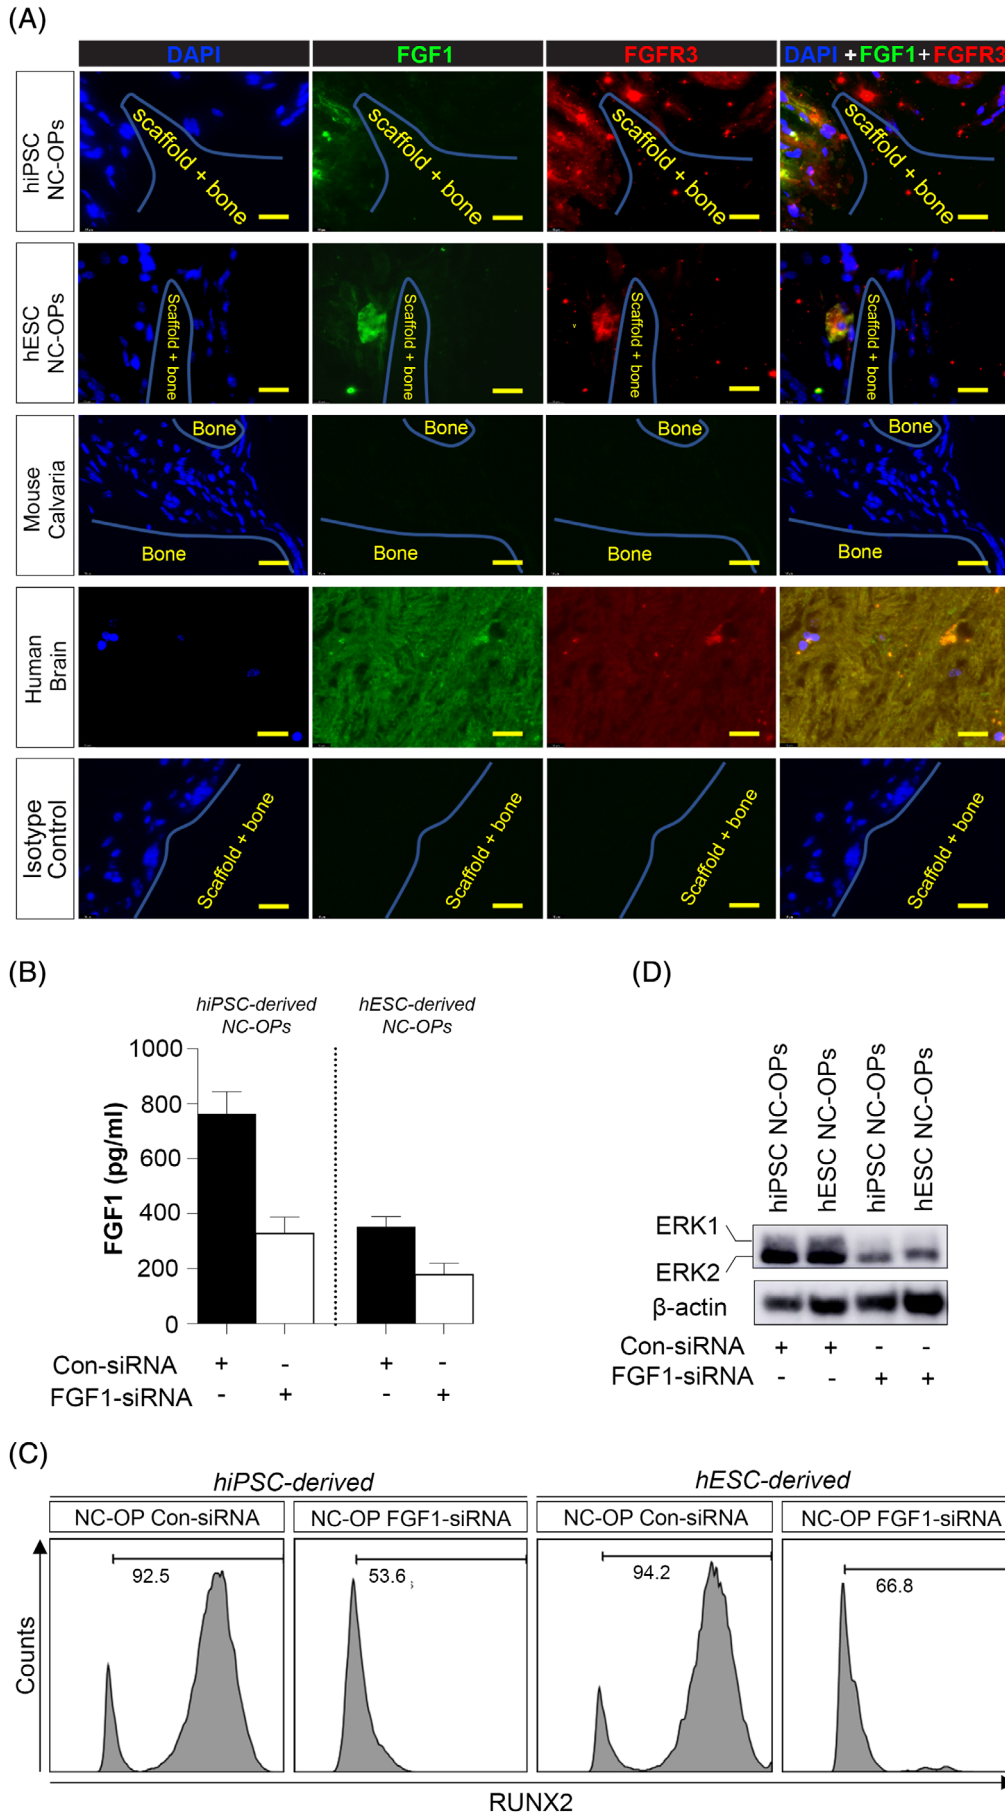 (A)
DAPI FGF1 FGFR3 DAPI +FGF1+FGFR3
hiPSC
NC-OPs
scaffold + bone scaffold + bone scaffold + bone scaffold + bone
hESC
NC-OPs
Scaffold + bone Scaffold + bone Scaffold + bone Scaffold + bone
Mouse
Calvaria
Bone Bone Bone Bone
Bone Bone Bone Bone
Human
Brain
Isotype
Control
Scaffold + bone Scaffold + bone Scaffold + bone Scaffold + bone
(B)
hiPSC-derived
NC-OPs
hESC-derived
NC-OPs
FGF1 (pg/ml)
1000
800
600
400
200
0
Con-siRNA + - + -
FGF1-siRNA - + - +
(D)
hiPSC NC-OPs
hESC NC-OPs
hiPSC NC-OPs
hESC NC-OPs
ERK1
ERK2
β-actin
Con-siRNA + + - -
FGF1-siRNA - - + +
(C)
hiPSC-derived hESC-derived
NC-OP Con-siRNA NC-OP FGF1-siRNA NC-OP Con-siRNA NC-OP FGF1-siRNA
92.5 53.6 94.2 66.8
Counts
RUNX2